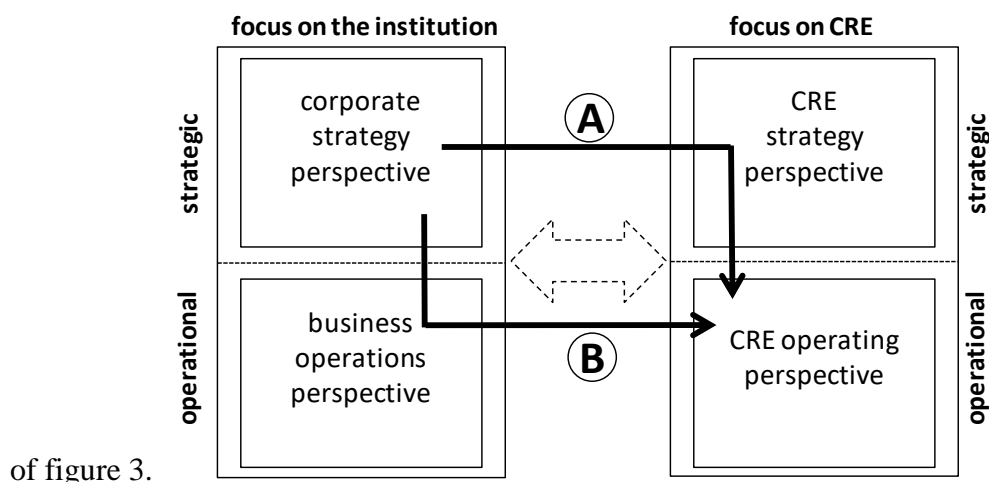 focus on the institution
focus on CRE
strategic
corporate
strategy
perspective
A
CRE
strategy
perspective
strategic
operational
business
operations
perspective
B
CRE operating
perspective
operational
of figure 3.